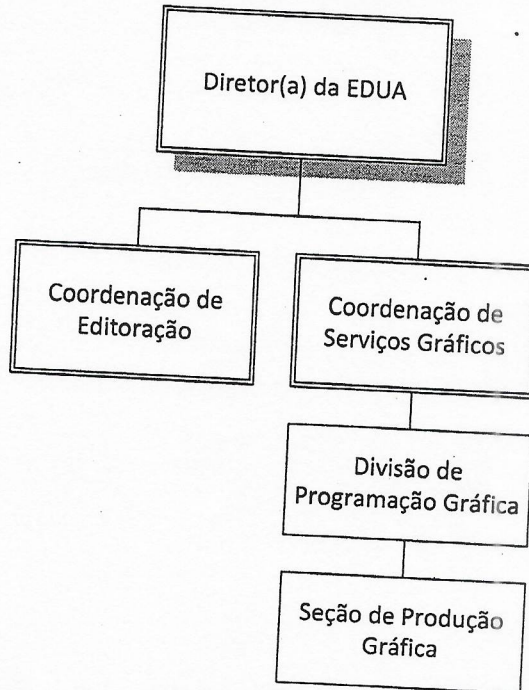 Diretor(a) da EDUA
Coordenação de
Editoração
Coordenação de
Serviços Gráficos
Divisão de
Programação Gráfica
Seção de Produção
Gráfica